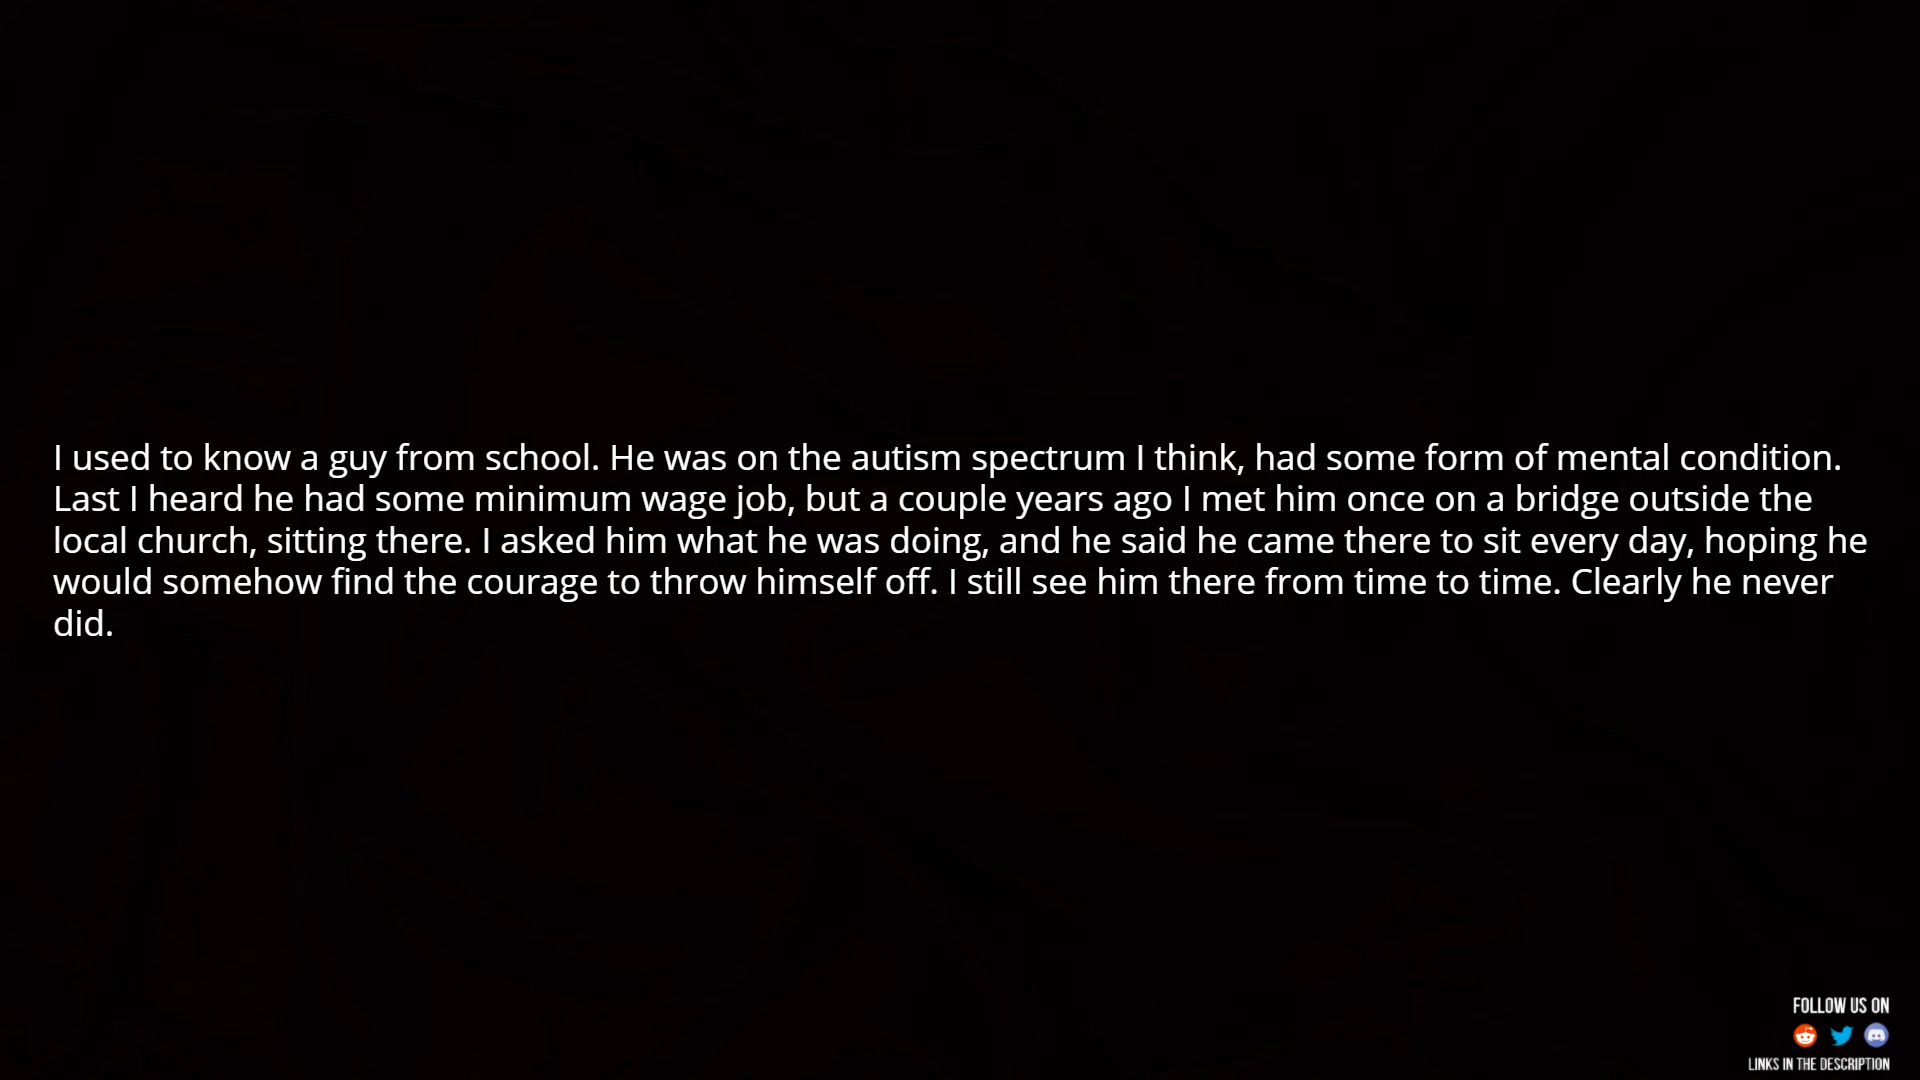 I used to know a guy from school. He was on the autism spectrum I think, had some form of mental condition.
Last I heard he had some minimum wage job, but a couple years ago I met him once on a bridge outside the
local church, sitting there. I asked him what he was doing, and he said he came there to sit every day, hoping he
would somehow find the courage to throw himself off. I still see him there from time to time. Clearly he never
did.
FOLLOW US ON
LINKS IN THE DESCRIPTION